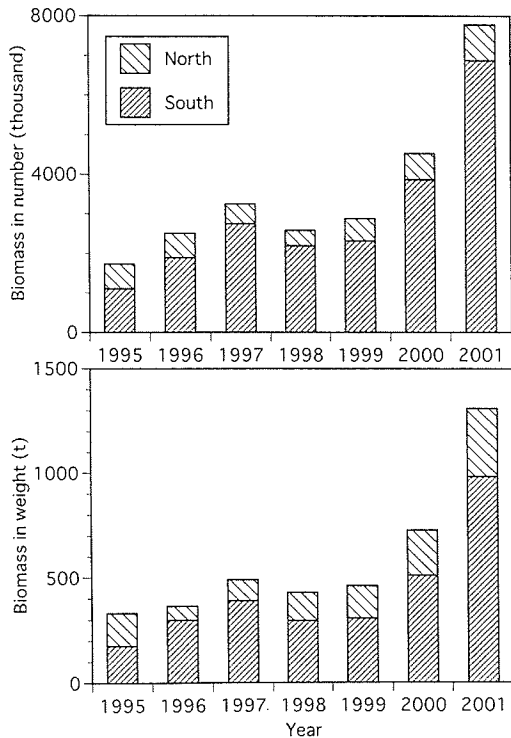 8000
North
South
4000
0
Biomass in number (thousand)
1995 1996 1997 1998 1999 2000 2001
1500
1000
500
0
Biomass in weight (t)
1995 1996 1997. 1998 1999 2000 2001
Year